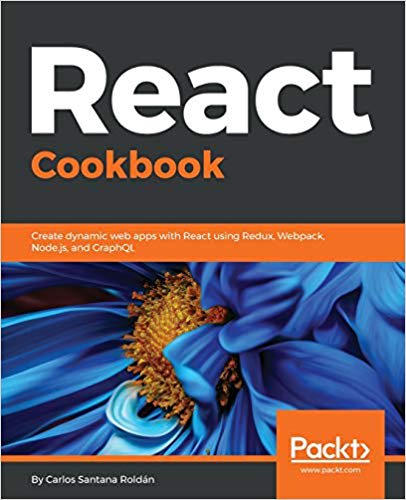 React
Cookbook
Create dynamic web apps with React using Redux, Webpack,
Node.js, and GraphQL
Packt>
www.packt.com
By Carlos Santana Roldán